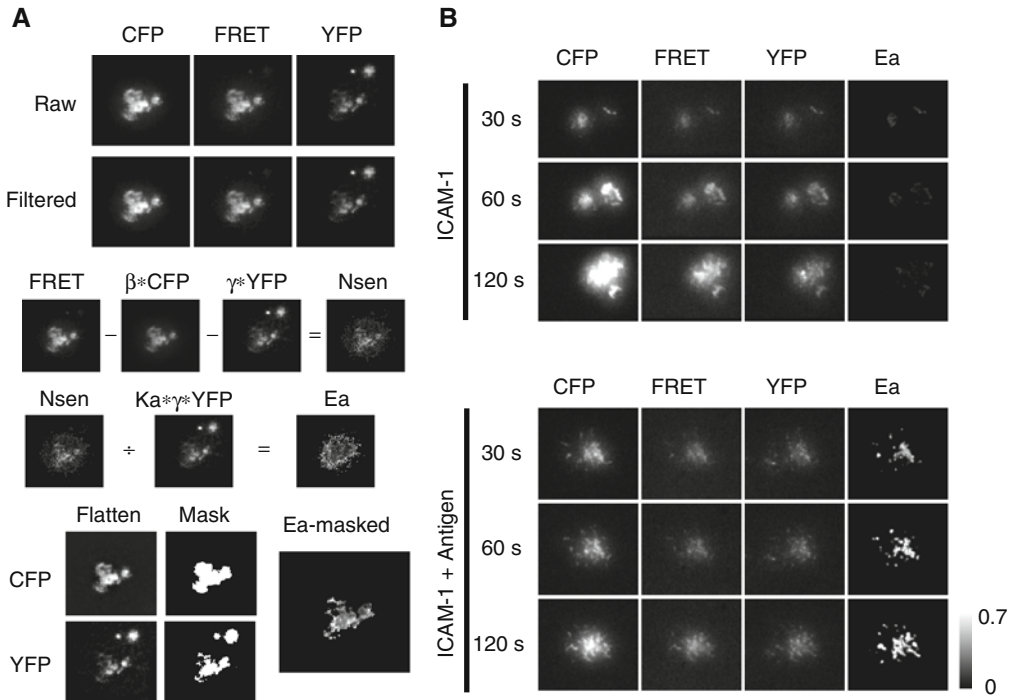 A
CFP FRET YFP
Raw
Filtered
FRET β*CFP γ*YFP Nsen
− − =
Nsen Ka*γ*YFP Ea
÷ =
Flatten Mask
Ea-masked
CFP
YFP
B
CFP FRET YFP Ea
ICAM-1
30 s
60 s
120 s
CFP FRET YFP Ea
ICAM-1 + Antigen
30 s
60 s
120 s
0.7
0